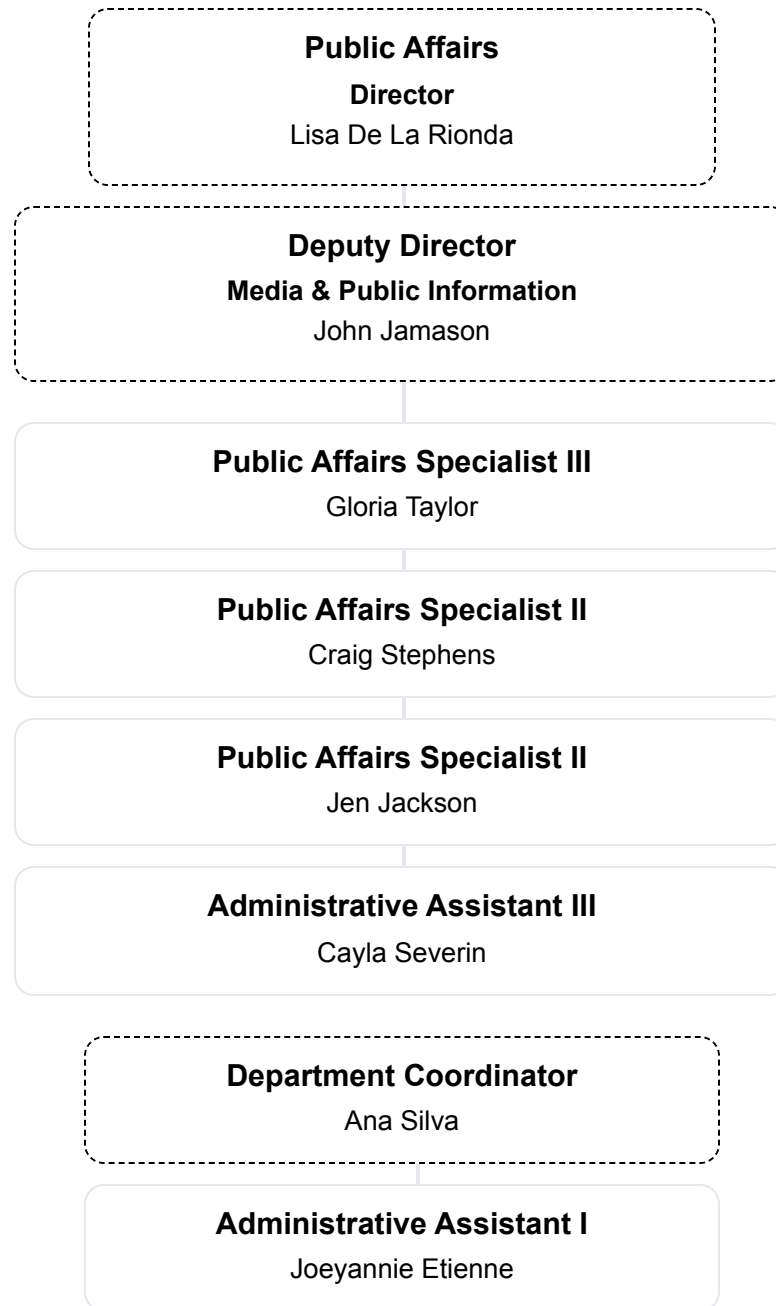 Public Affairs
Director
Lisa De La Rionda
Deputy Director
Media & Public Information
John Jamason
Public Affairs Specialist III
Gloria Taylor
Public Affairs Specialist II
Craig Stephens
Public Affairs Specialist II
Jen Jackson
Administrative Assistant III
Cayla Severin
Department Coordinator
Ana Silva
Administrative Assistant I
Joeyannie Etienne